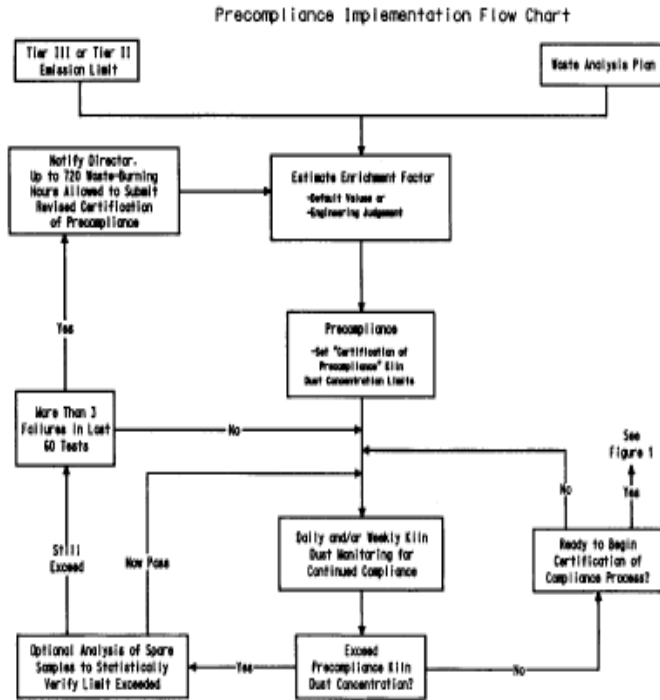 Precompliance Implementation Flow Chart
Tier III or Tier II
Emission Limit
Waste Analysis Plan
Notify Director.
Up to 720 Waste-Burning
Hours Allowed to Submit
Revised Certification
of Precompliance
Estimate Enrichment Factor
-Default Values or
-Engineering Judgement
Yes
Precompliance
-Set "Certification of
Precompliance" Kiln
Dust Concentration Limits
More Than 3
Failures in Last
60 Tests
No
See
Figure 1
No
Yes
Still
Exceed
Now Pass
Daily and/or Weekly Kiln
Dust Monitoring for
Continued Compliance
Ready to Begin
Certification of
Compliance Process?
Optional Analysis of Spare
Samples to Statistically
Verify Limit Exceeded
Yes
Exceed
Precompliance Kiln
Dust Concentration?
No